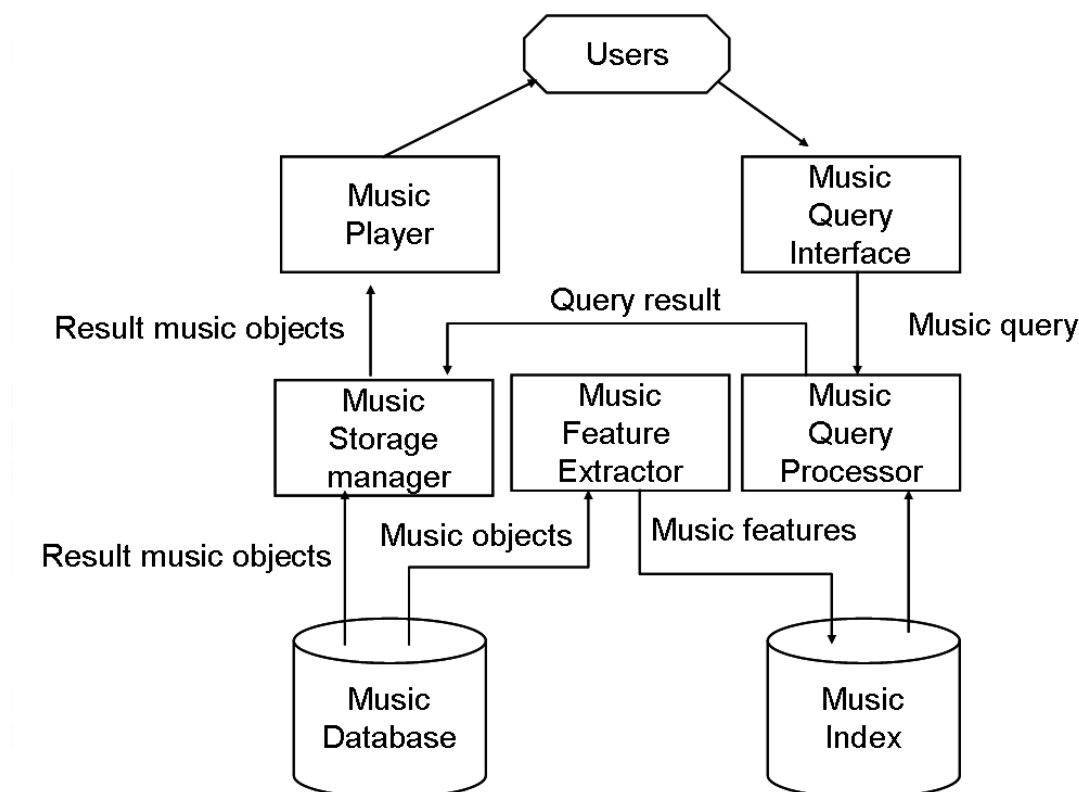 Users
Music
Player
Music
Query
Interface
Query result
Result music objects
Music query
Music
Storage
manager
Music
Feature
Extractor
Music
Query
Processor
Music objects
Music features
Result music objects
Music
Database
Music
Index